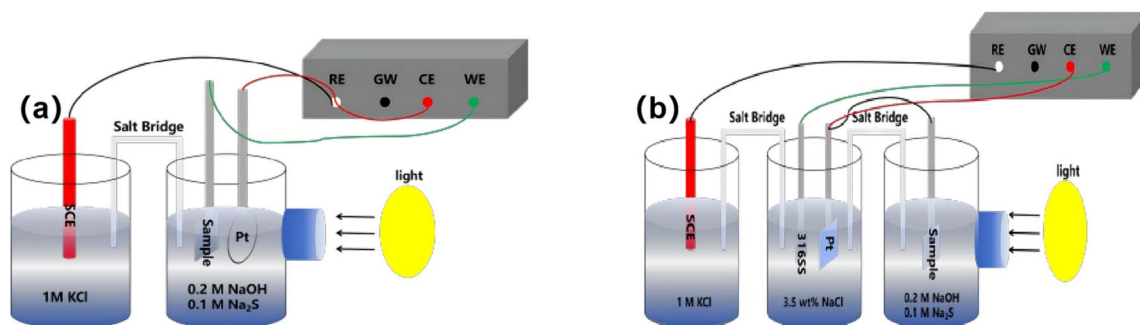 (a)
RE GW CE WE
Salt Bridge
SCE
Sample
Pt
light
1M KCl
0.2 M NaOH
0.1 M Na₂S
(b)
RE GW CE WE
Salt Bridge
Salt Bridge
light
SCE
316SS
Pt
Sample
1 M KCl
3.5 wt% NaCl
0.2 M NaOH
0.1 M Na₂S